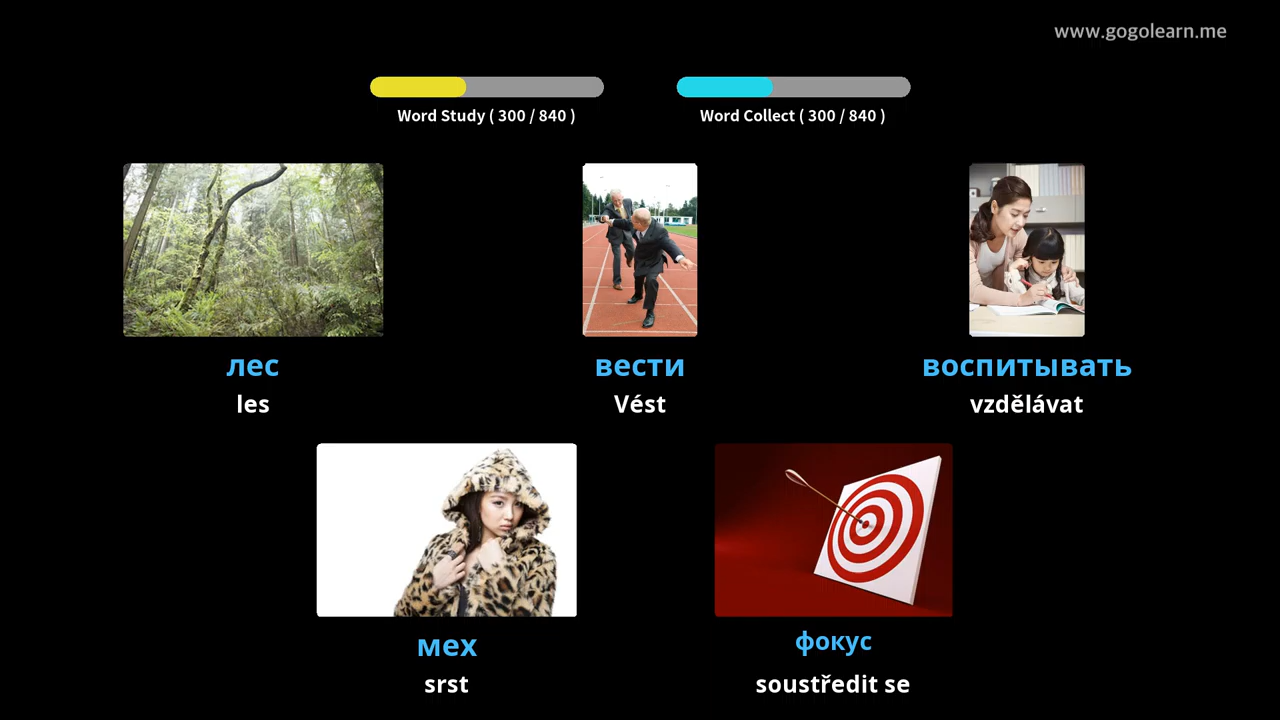 www.gogolearn.me
Word Study ( 300 / 840 )
Word Collect ( 300 / 840 )
лес
les
вести
Vést
воспитывать
vzdělávat
мех
srst
фокус
soustředit se